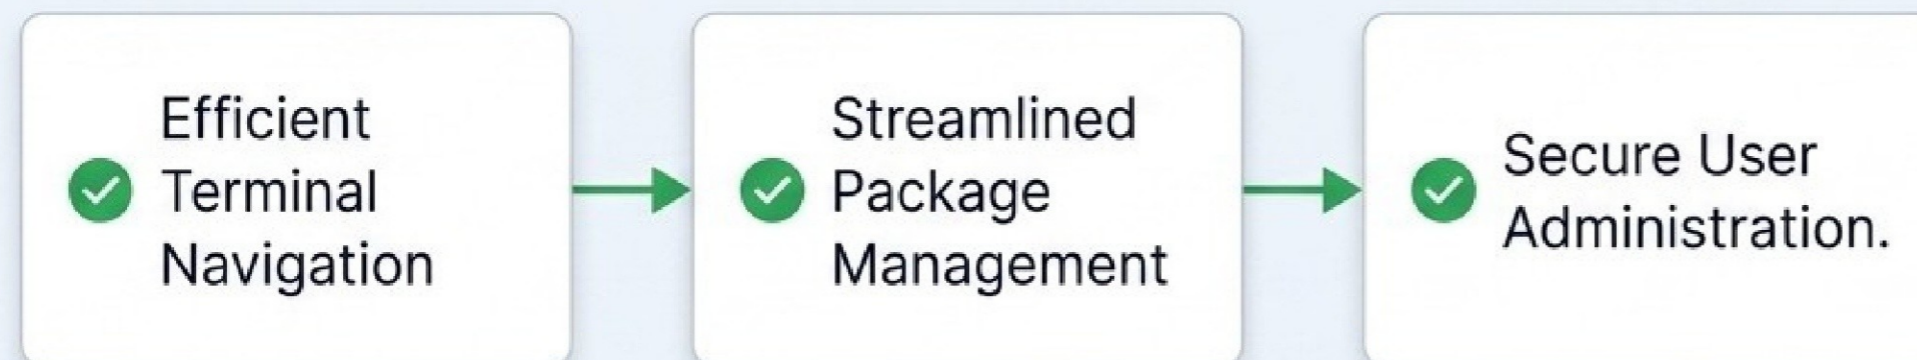 Efficient
Terminal
Navigation
Streamlined
Package
Management
Secure User
Administration.